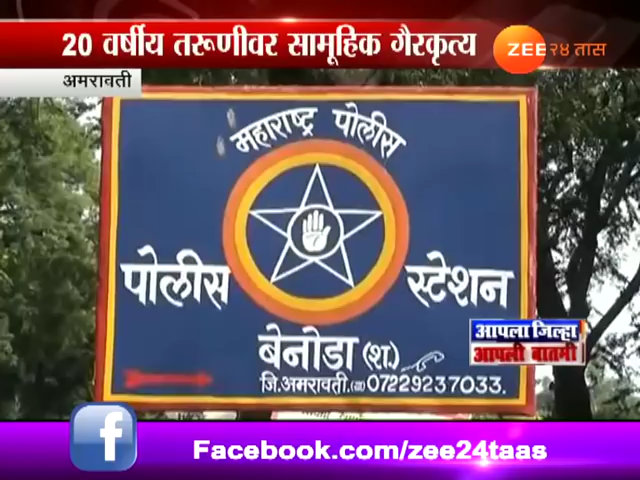 20 वर्षीय तरूणीवर सामूहिक गैरकृत्य
ZEE २४ तास
अमरावती
महाराष्ट्र पोलीस
पोलीस स्टेशन
बेनोडा (श.)
जि.अमरावती. 07229237033.
आपला जिल्हा
आपली बातमी
f
Facebook.com/zee24taas